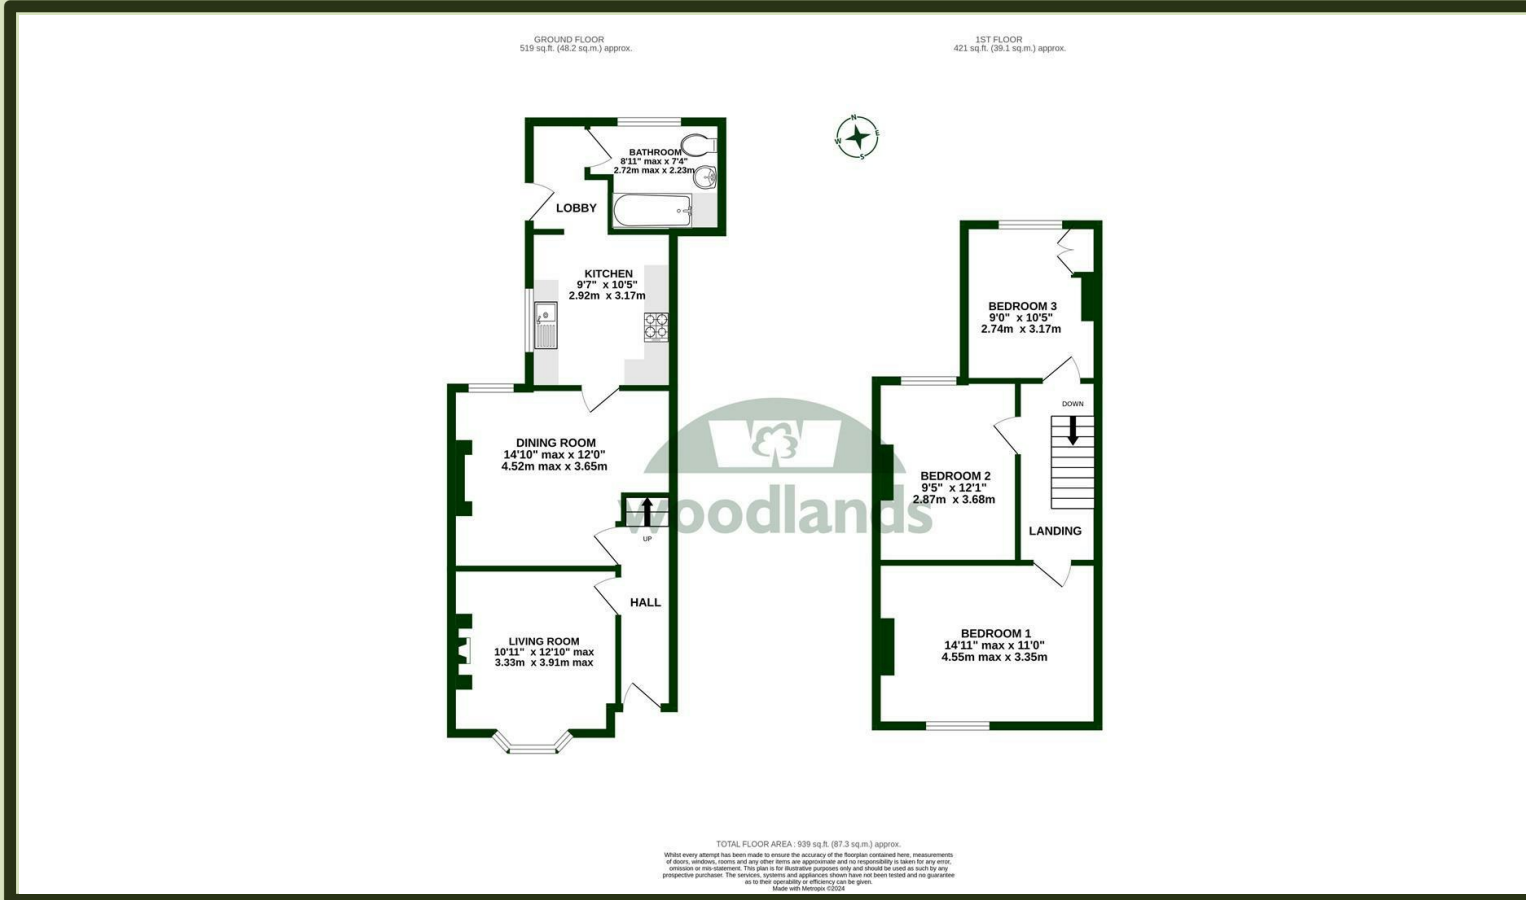 GROUND FLOOR
519 sq.ft. (48.2 sq.m.) approx.
1ST FLOOR
421 sq.ft. (39.1 sq.m.) approx.
N
E
S
W
BATHROOM
8'11" max x 7'4"
2.72m max x 2.23m
LOBBY
KITCHEN
9'7" x 10'5"
2.92m x 3.17m
DINING ROOM
14'10" max x 12'0"
4.52m max x 3.65m
UP
HALL
LIVING ROOM
10'11" x 12'10" max
3.33m x 3.91m max
BEDROOM 3
9'0" x 10'5"
2.74m x 3.17m
DOWN
BEDROOM 2
9'5" x 12'1"
2.87m x 3.68m
LANDING
BEDROOM 1
14'11" max x 11'0"
4.55m max x 3.35m
woodlands
TOTAL FLOOR AREA : 939 sq.ft. (87.3 sq.m.) approx.
Whilst every attempt has been made to ensure the accuracy of the floorplan contained here, measurements
of doors, windows, rooms and any other items are approximate and no responsibility is taken for any error,
omission or mis-statement. This plan is for illustrative purposes only and should be used as such by any
prospective purchaser. The services, systems and appliances shown have not been tested and no guarantee
as to their operability or efficiency can be given.
Made with Metropix ©2024